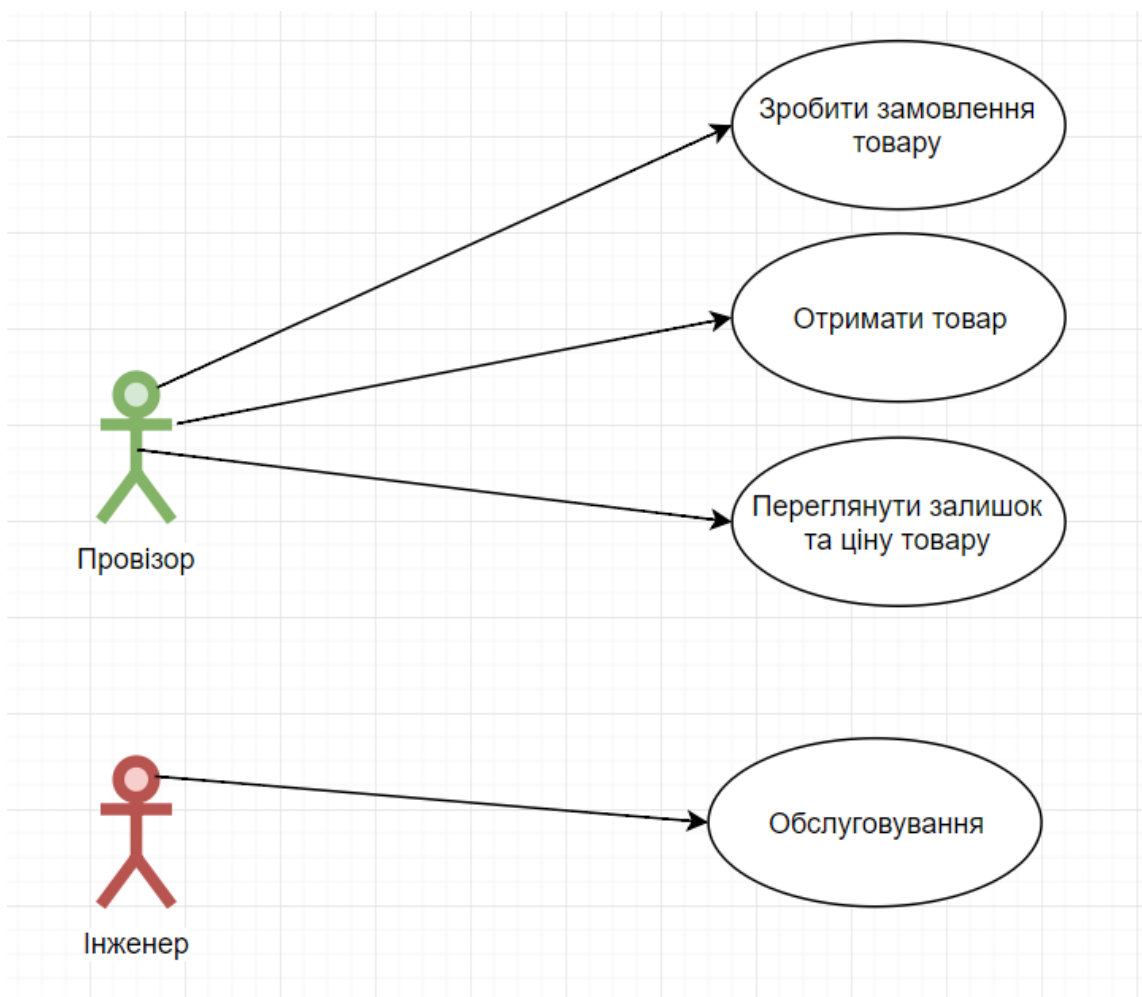 Зробити замовлення
товару
Отримати товар
Переглянути залишок
та ціну товару
Провізор
Обслуговування
Інженер